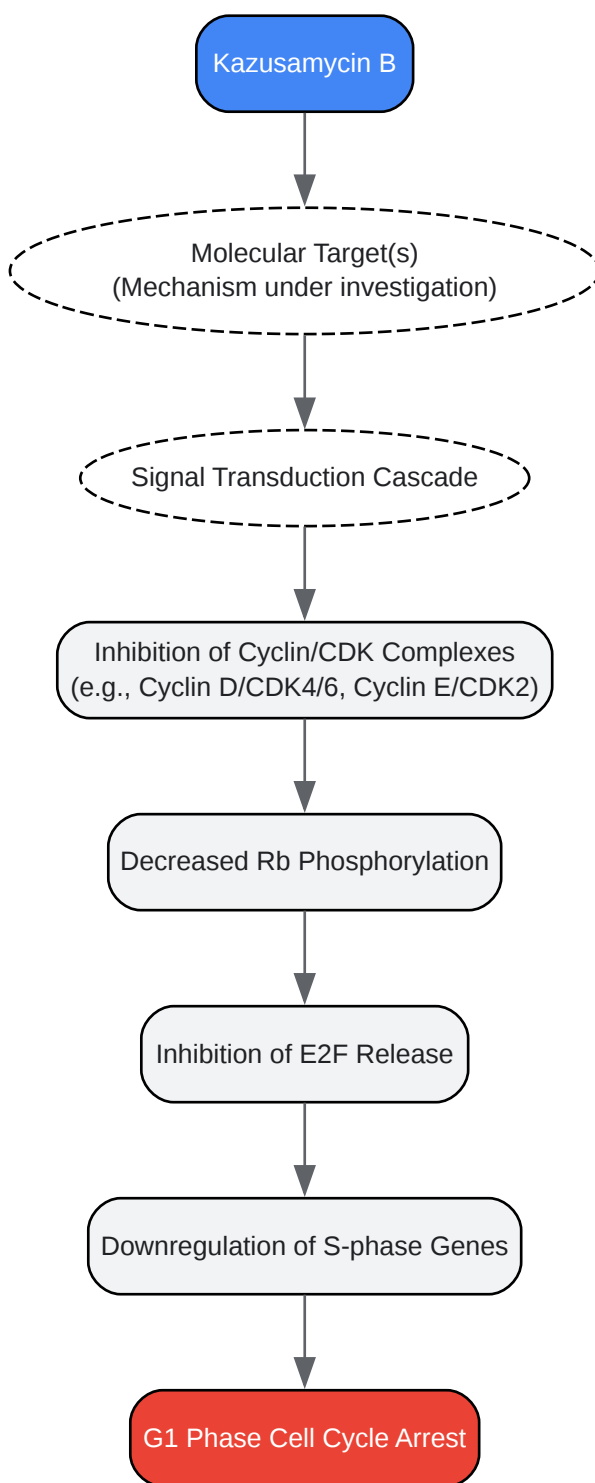 Kazusamycin B
Molecular Target(s)
(Mechanism under investigation)
Signal Transduction Cascade
Inhibition of Cyclin/CDK Complexes
(e.g., Cyclin D/CDK4/6, Cyclin E/CDK2)
Decreased Rb Phosphorylation
Inhibition of E2F Release
Downregulation of S-phase Genes
G1 Phase Cell Cycle Arrest